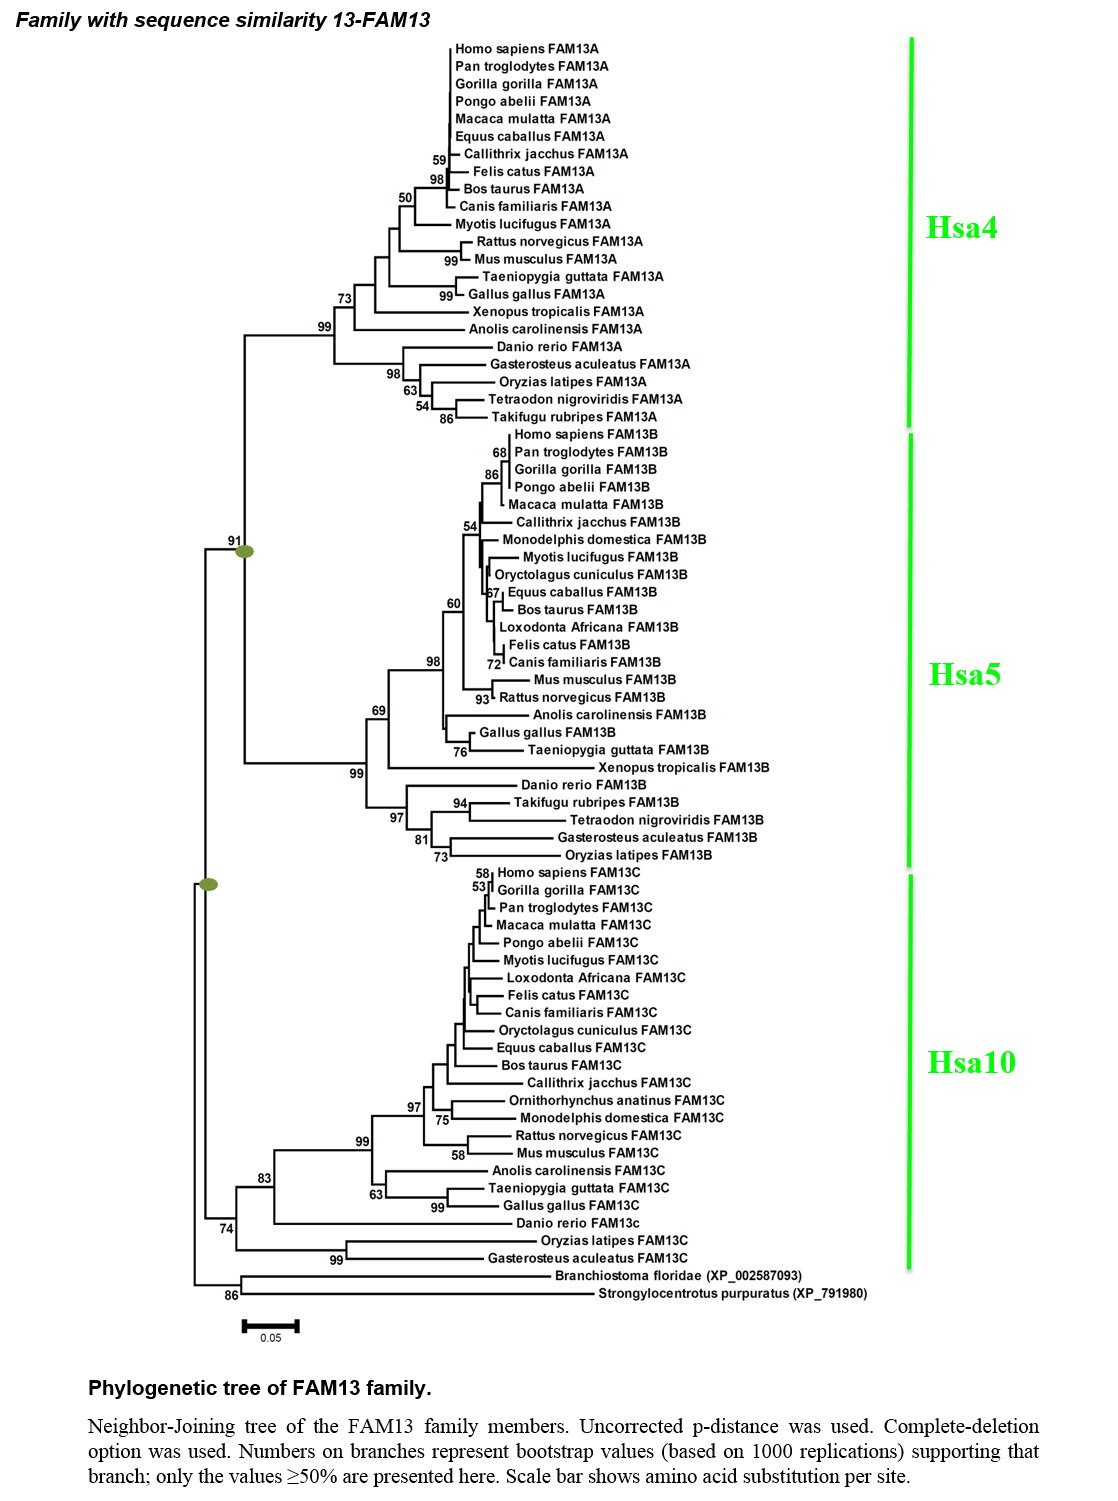 Family with sequence similarity 13-FAM13
Homo sapiens FAM13A
Pan troglodytes FAM13A
Gorilla gorilla FAM13A
Pongo abelii FAM13A
Macaca mulatta FAM13A
Equus caballus FAM13A
59
Callithrix jacchus FAM13A
98
Felis catus FAM13A
Bos taurus FAM13A
50
Canis familiaris FAM13A
Myotis lucifugus FAM13A
Rattus norvegicus FAM13A
99
Mus musculus FAM13A
Hsa4
Taeniopygia guttata FAM13A
99
Gallus gallus FAM13A
73
Xenopus tropicalis FAM13A
99
Anolis carolinensis FAM13A
Danio rerio FAM13A
98
Gasterosteus aculeatus FAM13A
63
Oryzias latipes FAM13A
54
Tetraodon nigroviridis FAM13A
86
Takifugu rubripes FAM13A
Homo sapiens FAM13B
68
Pan troglodytes FAM13B
86
Gorilla gorilla FAM13B
Pongo abelii FAM13B
Macaca mulatta FAM13B
54
Callithrix jacchus FAM13B
91
Monodelphis domestica FAM13B
Myotis lucifugus FAM13B
Oryctolagus cuniculus FAM13B
67
Equus caballus FAM13B
60
Bos taurus FAM13B
Loxodonta Africana FAM13B
Felis catus FAM13B
98
72
Canis familiaris FAM13B
Hsa5
Mus musculus FAM13B
93
Rattus norvegicus FAM13B
69
Anolis carolinensis FAM13B
Gallus gallus FAM13B
76
Taeniopygia guttata FAM13B
99
Xenopus tropicalis FAM13B
Danio rerio FAM13B
94
Takifugu rubripes FAM13B
97
Tetraodon nigroviridis FAM13B
81
Gasterosteus aculeatus FAM13B
73
Oryzias latipes FAM13B
58
Homo sapiens FAM13C
53
Gorilla gorilla FAM13C
Pan troglodytes FAM13C
Macaca mulatta FAM13C
Pongo abelii FAM13C
Myotis lucifugus FAM13C
Loxodonta Africana FAM13C
Felis catus FAM13C
Canis familiaris FAM13C
Oryctolagus cuniculus FAM13C
Equus caballus FAM13C
Hsa10
Bos taurus FAM13C
Callithrix jacchus FAM13C
97
Ornithorhynchus anatinus FAM13C
75
Monodelphis domestica FAM13C
99
Rattus norvegicus FAM13C
58
Mus musculus FAM13C
83
Anolis carolinensis FAM13C
63
Taeniopygia guttata FAM13C
99
Gallus gallus FAM13C
74
Danio rerio FAM13c
Oryzias latipes FAM13C
99
Gasterosteus aculeatus FAM13C
Branchiostoma floridae (XP_002587093)
86
Strongylocentrotus purpuratus (XP_791980)
0.05
Phylogenetic tree of FAM13 family.
Neighbor-Joining tree of the FAM13 family members. Uncorrected p-distance was used. Complete-deletion
option was used. Numbers on branches represent bootstrap values (based on 1000 replications) supporting that
branch; only the values ≥50% are presented here. Scale bar shows amino acid substitution per site.